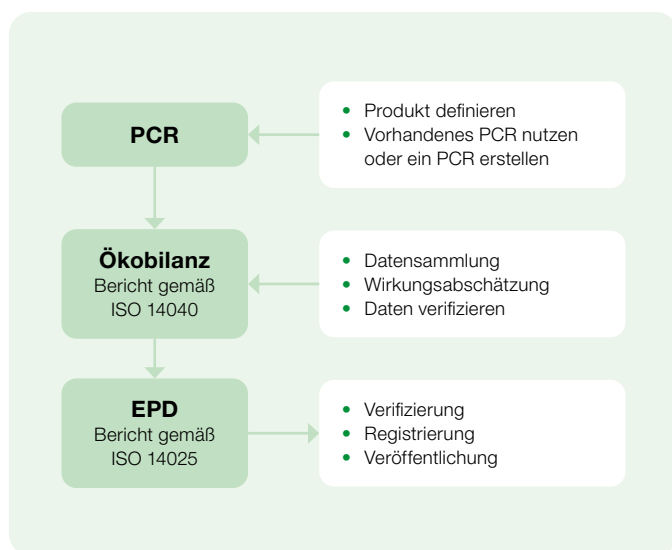 PCR
• Produkt definieren
• Vorhandenes PCR nutzen
oder ein PCR erstellen
Ökobilanz
Bericht gemäß
ISO 14040
• Datensammlung
• Wirkungsabschätzung
• Daten verifizieren
EPD
Bericht gemäß
ISO 14025
• Verifizierung
• Registrierung
• Veröffentlichung